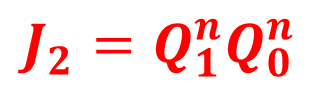 J₂ = Q₁ⁿQ₀ⁿ